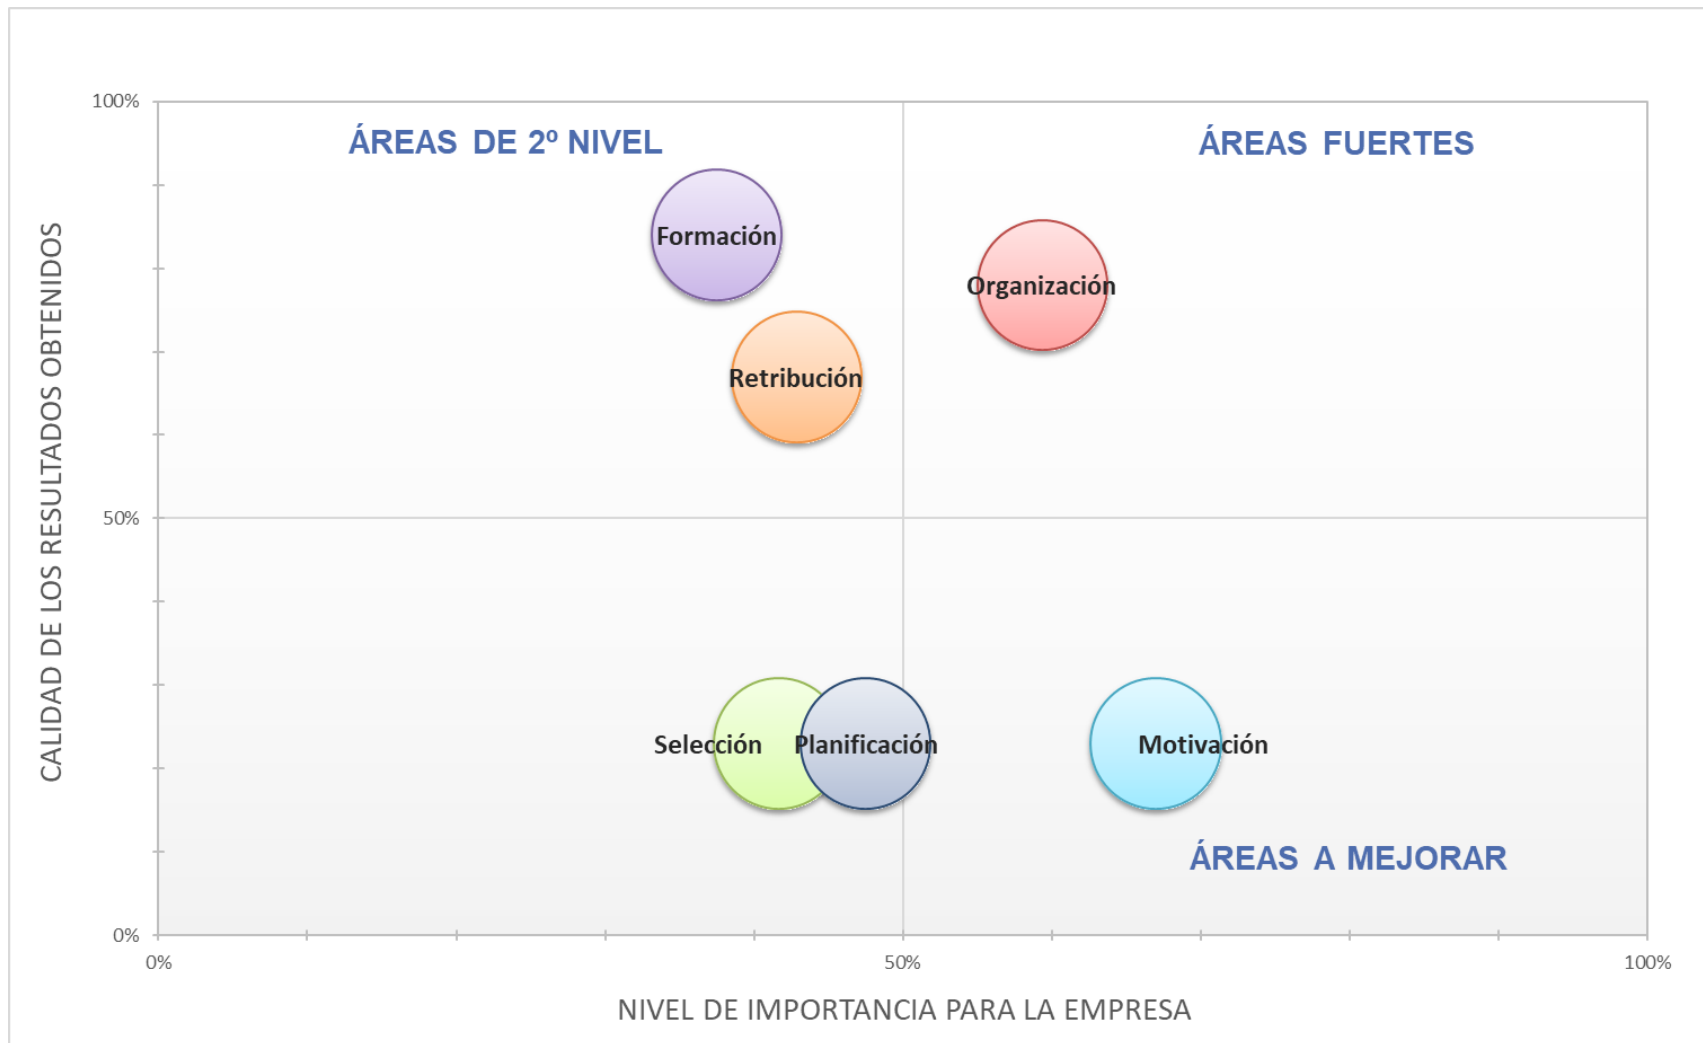 100%
ÁREAS DE 2º NIVEL
ÁREAS FUERTES
Formación
Organización
Retribución
CALIDAD DE LOS RESULTADOS OBTENIDOS
50%
Selección
Planificación
Motivación
ÁREAS A MEJORAR
0%
0%
50%
100%
NIVEL DE IMPORTANCIA PARA LA EMPRESA